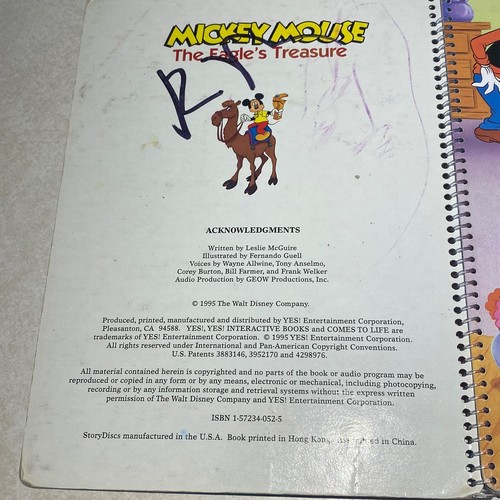 MICKEY MOUSE
The Eagle's Treasure
ACKNOWLEDGMENTS
Written by Leslie McGuire
Illustrated by Fernando Guell
Voices by Wayne Allwine, Tony Anselmo,
Corey Burton, Bill Farmer, and Frank Welker
Audio Production by GEOW Productions, Inc.
© 1995 The Walt Disney Company.
Produced, printed, manufactured and distributed by YES! Entertainment Corporation,
Pleasanton, CA 94588. YES!, YES! INTERACTIVE BOOKS and COMES TO LIFE are
trademarks of YES! Entertainment Corporation. © 1995 YES! Entertainment Corporation.
All rights reserved under International and Pan-American Copyright Conventions.
U.S. Patents 3883146, 3952170 and 4298976.
All material contained herein is copyrighted and no parts of the book or audio program may be
reproduced or copied in any form or by any means, electronic or mechanical, including photocopying,
recording or by any information storage and retrieval systems without the express written
permission of The Walt Disney Company and YES! Entertainment Corporation.
ISBN 1-57234-052-5
StoryDiscs manufactured in the U.S.A. Book printed in Hong Kong. in China.